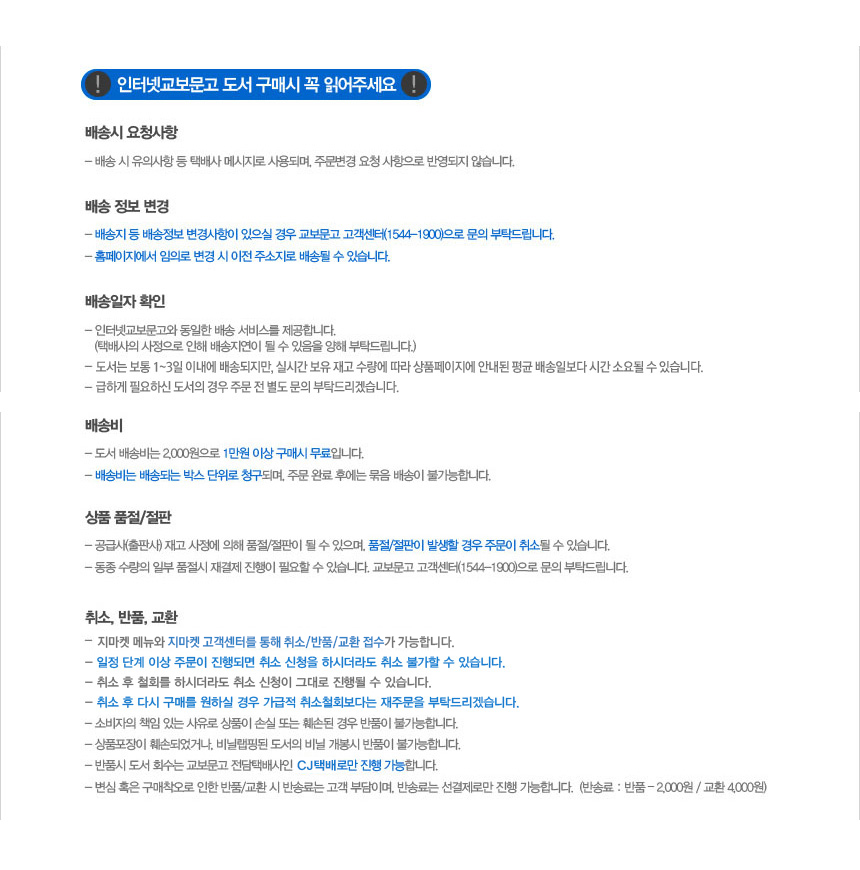 ! 인터넷교보문고 도서 구매시 꼭 읽어주세요 !
배송시 요청사항
- 배송 시 유의사항 등 택배사 메시지로 사용되며, 주문변경 요청 사항으로 반영되지 않습니다.
배송 정보 변경
- 배송지 등 배송정보 변경사항이 있으실 경우 교보문고 고객센터(1544-1900)으로 문의 부탁드립니다.
- 홈페이지에서 임의로 변경 시 이전 주소지로 배송될 수 있습니다.
배송일자 확인
- 인터넷교보문고와 동일한 배송 서비스를 제공합니다.
(택배사의 사정으로 인해 배송지연이 될 수 있음을 양해 부탁드립니다.)
- 도서는 보통 1~3일 이내에 배송되지만, 실시간 보유 재고 수량에 따라 상품페이지에 안내된 평균 배송일보다 시간 소요될 수 있습니다.
- 급하게 필요하신 도서의 경우 주문 전 별도 문의 부탁드리겠습니다.
배송비
- 도서 배송비는 2,000원으로 1만원 이상 구매시 무료입니다.
- 배송비는 배송되는 박스 단위로 청구되며, 주문 완료 후에는 묶음 배송이 불가능합니다.
상품 품절/절판
- 공급사(출판사) 재고 사정에 의해 품절/절판이 될 수 있으며, 품절/절판이 발생할 경우 주문이 취소될 수 있습니다.
- 동종 수량의 일부 품절시 재결제 진행이 필요할 수 있습니다. 교보문고 고객센터(1544-1900)으로 문의 부탁드립니다.
취소, 반품, 교환
- 지마켓 메뉴와 지마켓 고객센터를 통해 취소/반품/교환 접수가 가능합니다.
- 일정 단계 이상 주문이 진행되면 취소 신청을 하시더라도 취소 불가할 수 있습니다.
- 취소 후 철회를 하시더라도 취소 신청이 그대로 진행될 수 있습니다.
- 취소 후 다시 구매를 원하실 경우 가급적 취소철회보다는 재주문을 부탁드리겠습니다.
- 소비자의 책임 있는 사유로 상품이 손실 또는 훼손된 경우 반품이 불가능합니다.
- 상품포장이 훼손되었거나, 비닐랩핑된 도서의 비닐 개봉시 반품이 불가능합니다.
- 반품시 도서 회수는 교보문고 전담택배사인 CJ택배로만 진행 가능합니다.
- 변심 혹은 구매착오로 인한 반품/교환 시 반송료는 고객 부담이며, 반송료는 선결제로만 진행 가능합니다. (반송료 : 반품 - 2,000원 / 교환 4,000원)